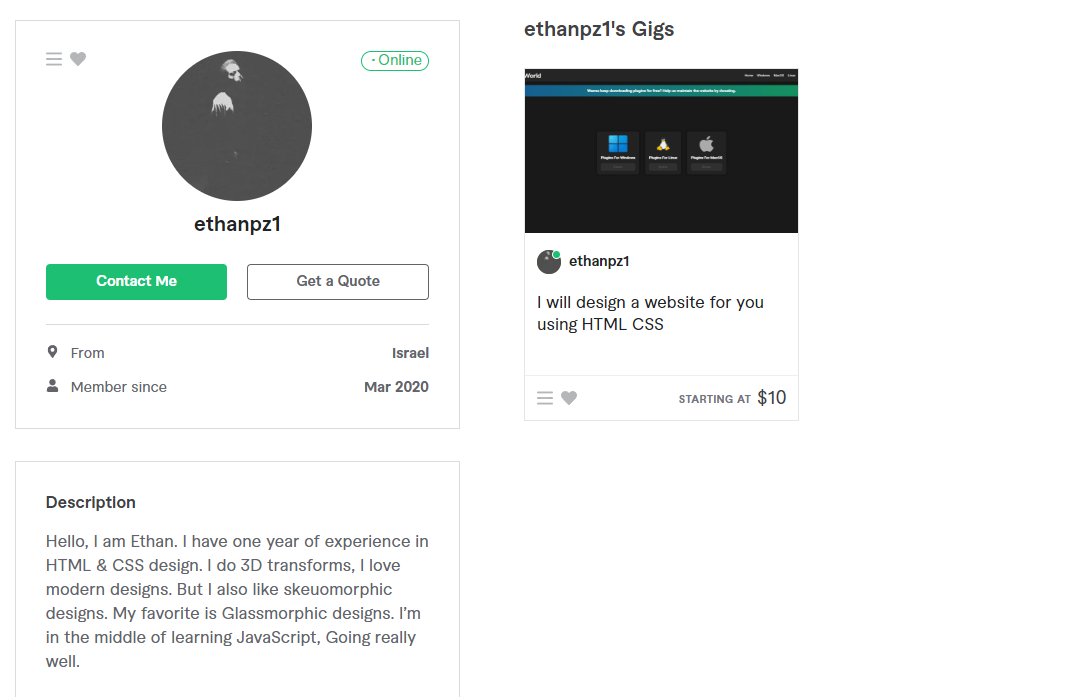 · Online
ethanpz1
Contact Me
Get a Quote
From
Israel
Member since
Mar 2020
Description
Hello, I am Ethan. I have one year of experience in
HTML & CSS design. I do 3D transforms, I love
modern designs. But I also like skeuomorphic
designs. My favorite is Glassmorphic designs. I’m
in the middle of learning JavaScript, Going really
well.
ethanpz1's Gigs
World
Home Windows MacOS Linux
Wanna keep downloading plugins for free? Help us maintain the website by donating.
Plugins For Windows
Plugins For Linux
Plugins For MacOS
ethanpz1
I will design a website for you
using HTML CSS
STARTING AT $10